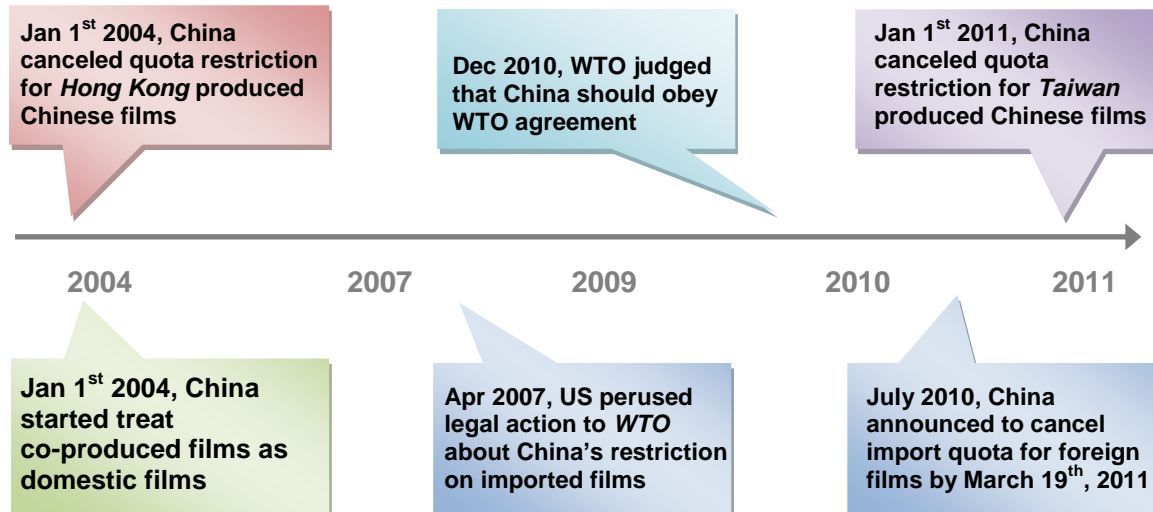 Jan 1st 2004, China
canceled quota restriction
for Hong Kong produced
Chinese films
Dec 2010, WTO judged
that China should obey
WTO agreement
Jan 1st 2011, China
canceled quota
restriction for Taiwan
produced Chinese films
2004
2007
2009
2010
2011
Jan 1st 2004, China
started treat
co-produced films as
domestic films
Apr 2007, US perused
legal action to WTO
about China's restriction
on imported films
July 2010, China
announced to cancel
import quota for foreign
films by March 19th, 2011